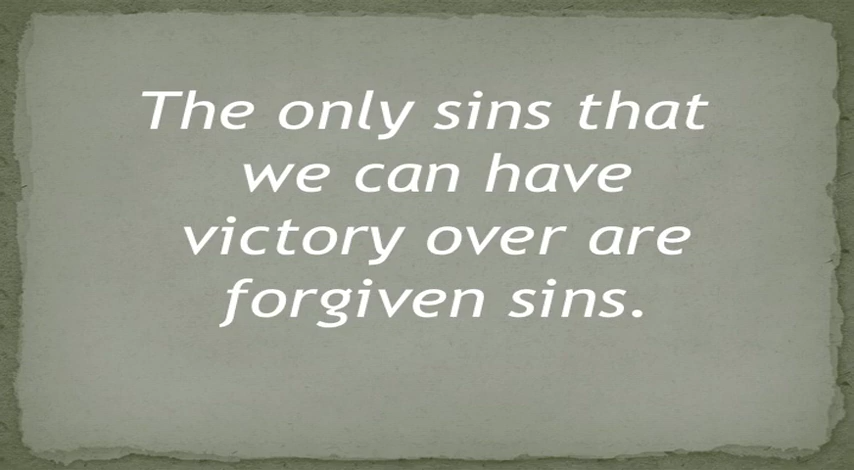 The only sins that
we can have
victory over are
forgiven sins.